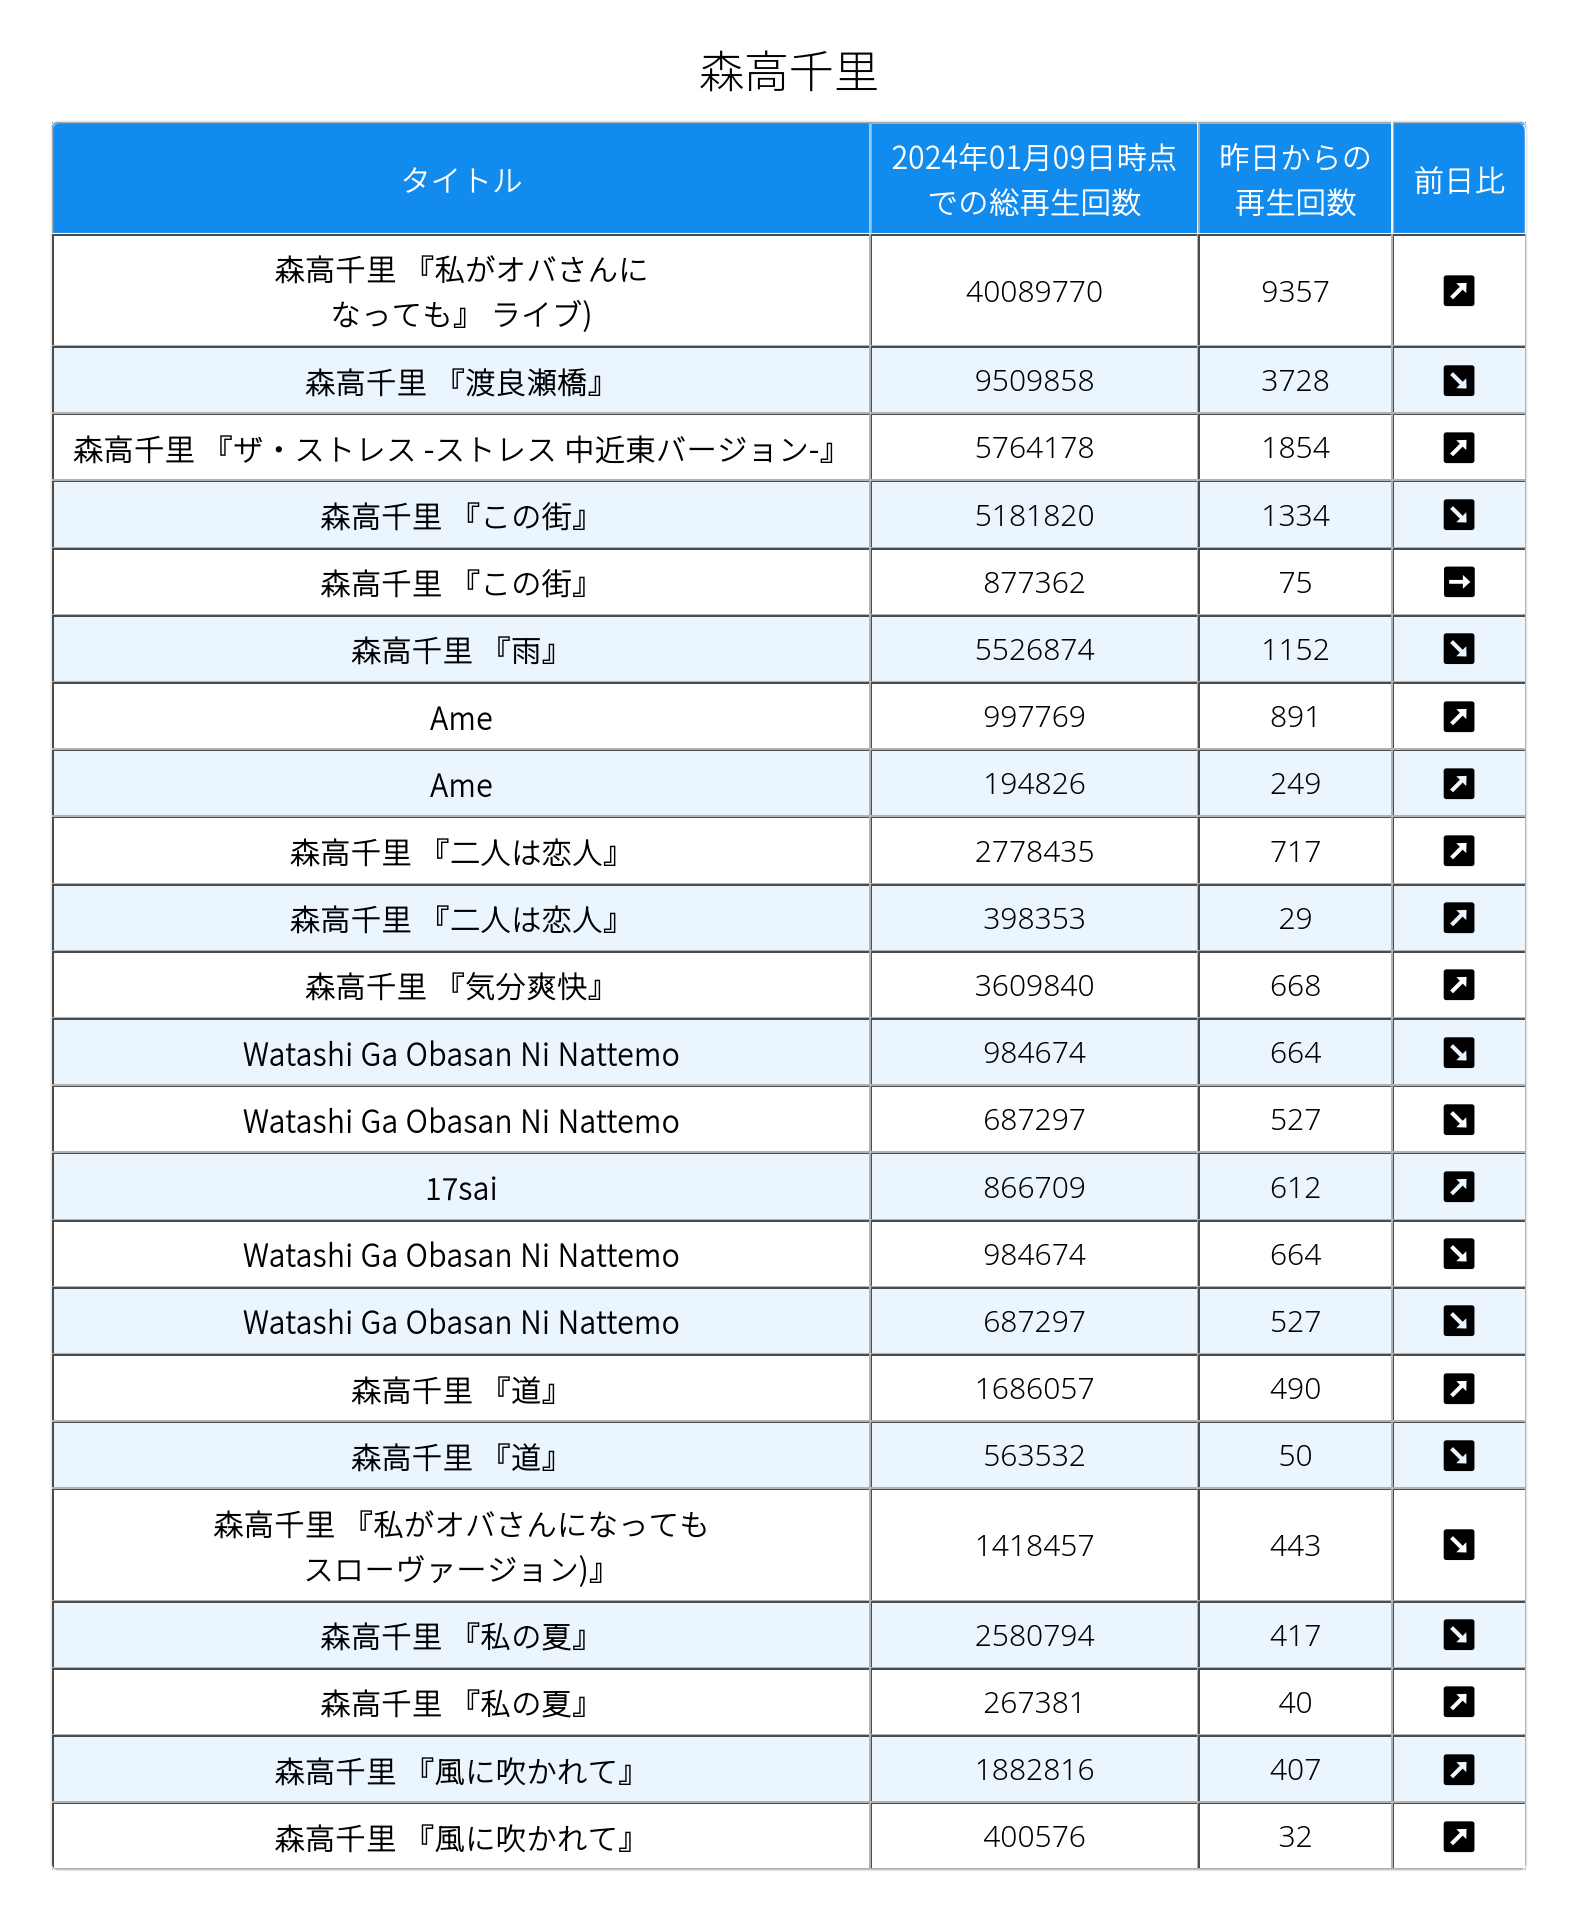 森高千里
タイトル
2024年01月09日時点
での総再生回数
昨日からの
再生回数
前日比
森高千里 『私がオバさんに
なっても』 ライブ)
40089770
9357
森高千里 『渡良瀬橋』
9509858
3728
森高千里 『ザ・ストレス -ストレス 中近東バージョン-』
5764178
1854
森高千里 『この街』
5181820
1334
森高千里 『この街』
877362
75
森高千里 『雨』
5526874
1152
Ame
997769
891
Ame
194826
249
森高千里 『二人は恋人』
2778435
717
森高千里 『二人は恋人』
398353
29
森高千里 『気分爽快』
3609840
668
Watashi Ga Obasan Ni Nattemo
984674
664
Watashi Ga Obasan Ni Nattemo
687297
527
17sai
866709
612
Watashi Ga Obasan Ni Nattemo
984674
664
Watashi Ga Obasan Ni Nattemo
687297
527
森高千里 『道』
1686057
490
森高千里 『道』
563532
50
森高千里 『私がオバさんになっても
スローヴァージョン)』
1418457
443
森高千里 『私の夏』
2580794
417
森高千里 『私の夏』
267381
40
森高千里 『風に吹かれて』
1882816
407
森高千里 『風に吹かれて』
400576
32